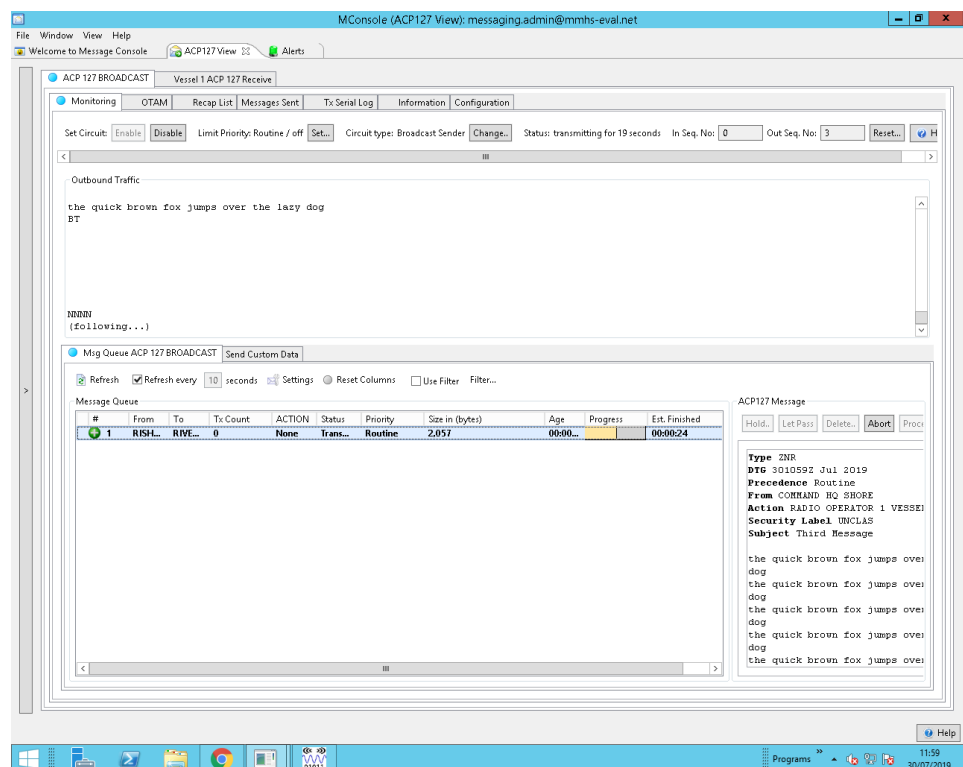 MConsole (ACP127 View): messaging.admin@mmhs-eval.net
File Window View Help
Welcome to Message Console ACP127 View Alerts
ACP 127 BROADCAST Vessel 1 ACP 127 Receive
Monitoring OTAM Recap List Messages Sent Tx Serial Log Information Configuration
Set Circuit: Enable Disable Limit Priority: Routine / off Set... Circuit type: Broadcast Sender Change.. Status: transmitting for 19 seconds In Seq. No: 0 Out Seq. No: 3 Reset... H
Outbound Traffic
the quick brown fox jumps over the lazy dog
BT
NNNN
(following...)
Msg Queue ACP 127 BROADCAST Send Custom Data
Refresh Refresh every 10 seconds Settings Reset Columns Use Filter Filter...
Message Queue
# From To Tx Count ACTION Status Priority Size in (bytes) Age Progress Est. Finished
1 RISH... RIVE... 0 None Trans... Routine 2,057 00:00... 00:00:24
ACP127 Message
Hold.. Let Pass Delete.. Abort Proce
Type ZNR
DTG 301059Z Jul 2019
Precedence Routine
From COMMAND HQ SHORE
Action RADIO OPERATOR 1 VESSEL
Security Label UNCLAS
Subject Third Message
the quick brown fox jumps over
dog
the quick brown fox jumps over
dog
the quick brown fox jumps over
dog
the quick brown fox jumps over
dog
the quick brown fox jumps over
Help
Programs
11:59
30/07/2019